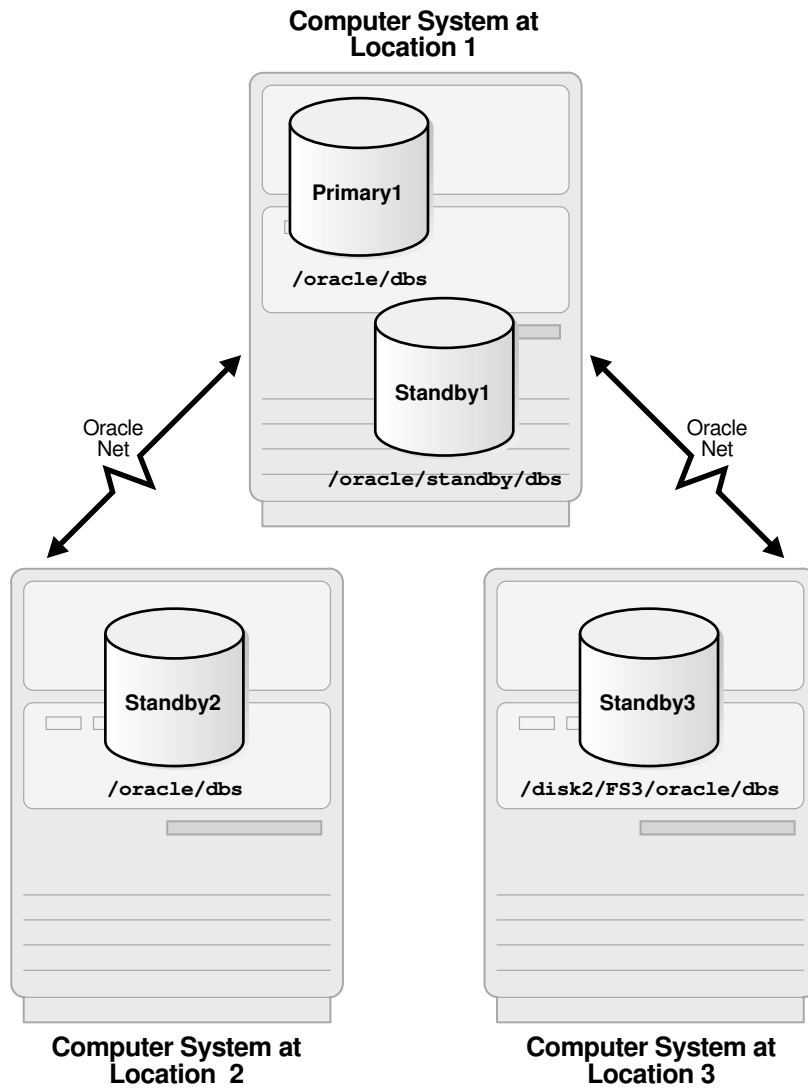 Computer System at
Location 1
Primary1
/oracle/dbs
Standby1
/oracle/standby/dbs
Oracle
Net
Oracle
Net
Standby2
/oracle/dbs
Standby3
/disk2/FS3/oracle/dbs
Computer System at
Location 2
Computer System at
Location 3